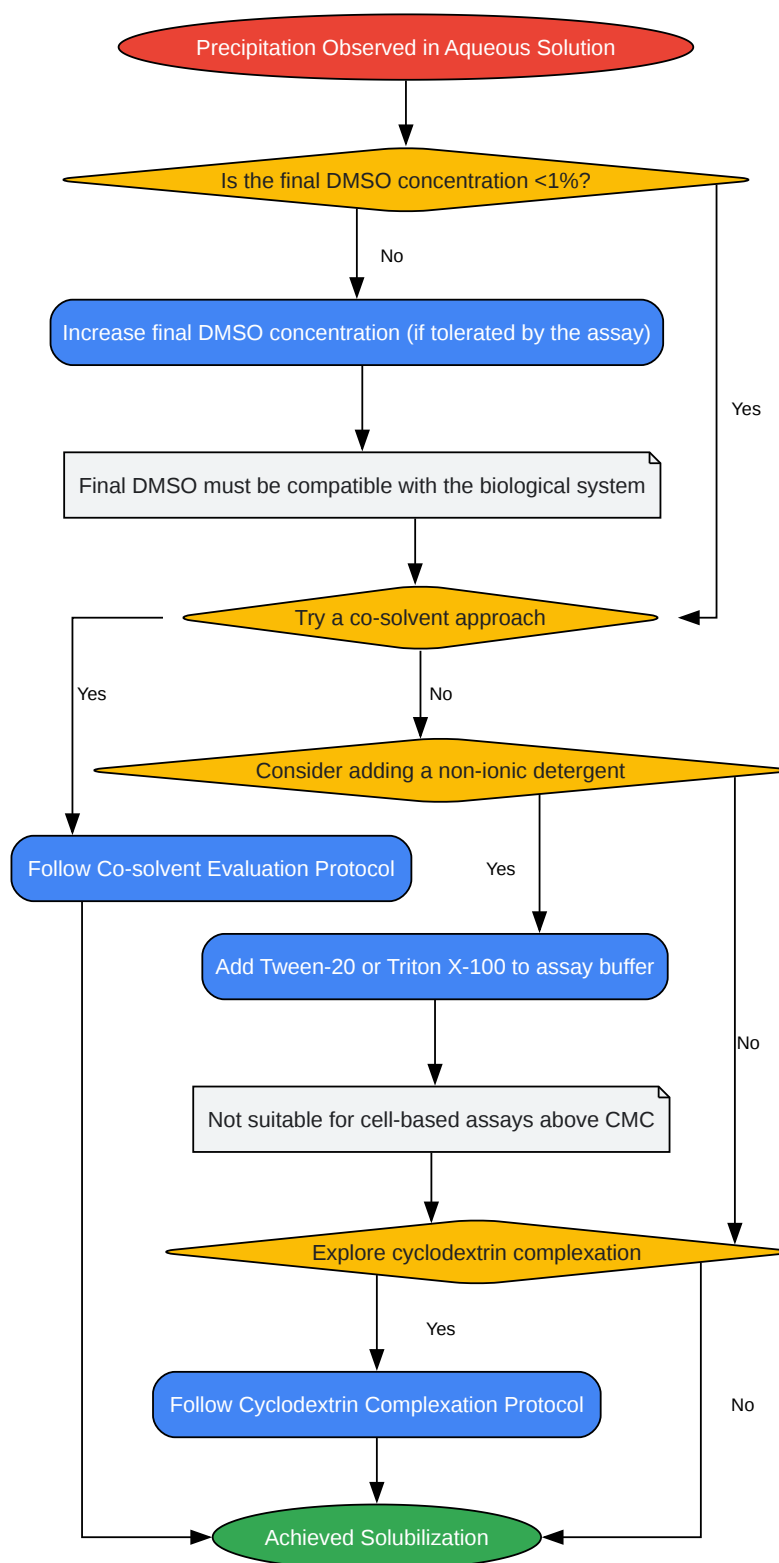 Precipitation Observed in Aqueous Solution
Is the final DMSO concentration <1%?
No
Increase final DMSO concentration (if tolerated by the assay)
Yes
Final DMSO must be compatible with the biological system
Try a co-solvent approach
Yes
No
Consider adding a non-ionic detergent
Follow Co-solvent Evaluation Protocol
Yes
Add Tween-20 or Triton X-100 to assay buffer
No
Not suitable for cell-based assays above CMC
Explore cyclodextrin complexation
Yes
Follow Cyclodextrin Complexation Protocol
No
Achieved Solubilization